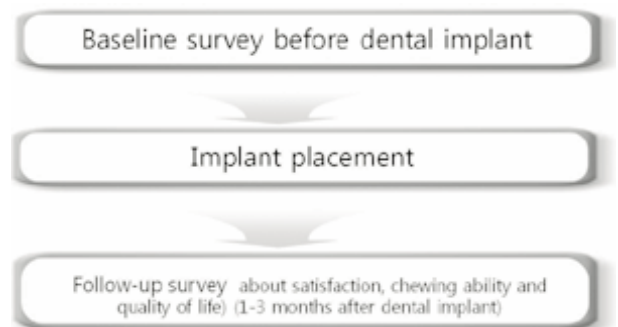 Baseline survey before dental implant
Implant placement
Follow-up survey about satisfaction, chewing ability and
quality of life) (1-3 months after dental implant)